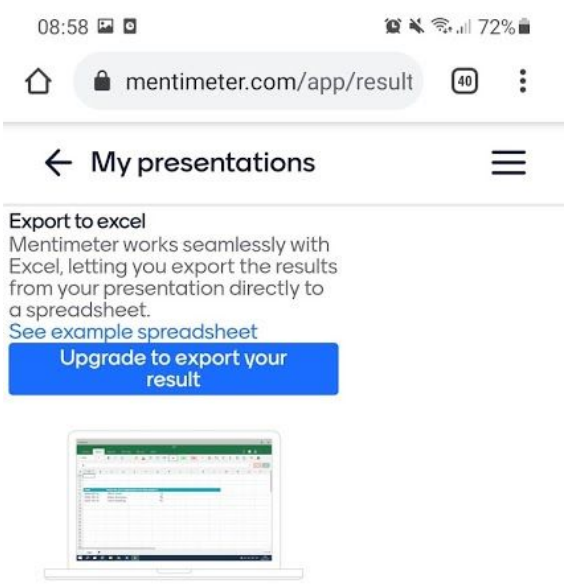 08:58
72%
mentimeter.com/app/result
40
My presentations
Export to excel
Mentimeter works seamlessly with
Excel, letting you export the results
from your presentation directly to
a spreadsheet.
See example spreadsheet
Upgrade to export your
result